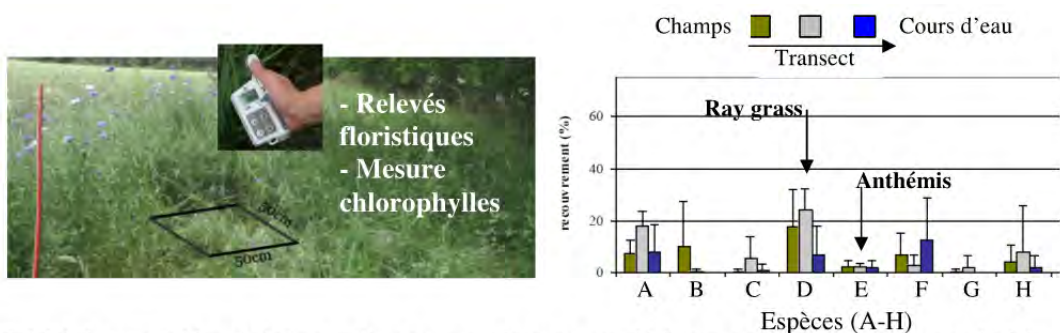 - Relevés
floristiques
- Mesure
chlorophylles
50cm
50cm
Champs
Cours d'eau
Transect
recouvrement (%)
60
40
20
0
Ray grass
Anthémis
A B C D E F G H
Espèces (A-H)